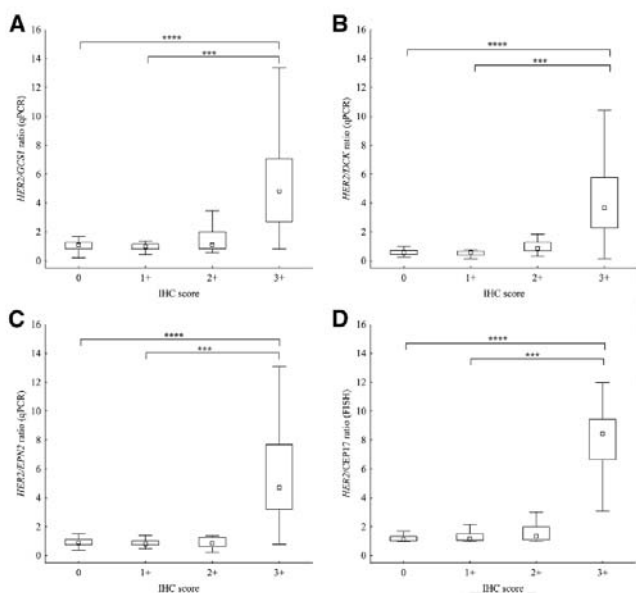 A
16
14
12
10
8
6
4
2
0
HER2/GCS1 ratio (qPCR)
****
***
0 1+ 2+ 3+
IHC score
B
16
14
12
10
8
6
4
2
0
HER2/DCK ratio (qPCR)
****
***
0 1+ 2+ 3+
IHC score
C
16
14
12
10
8
6
4
2
0
HER2/EPN2 ratio (qPCR)
****
***
0 1+ 2+ 3+
IHC score
D
16
14
12
10
8
6
4
2
0
HER2/CEP17 ratio (FISH)
****
***
0 1+ 2+ 3+
IHC score